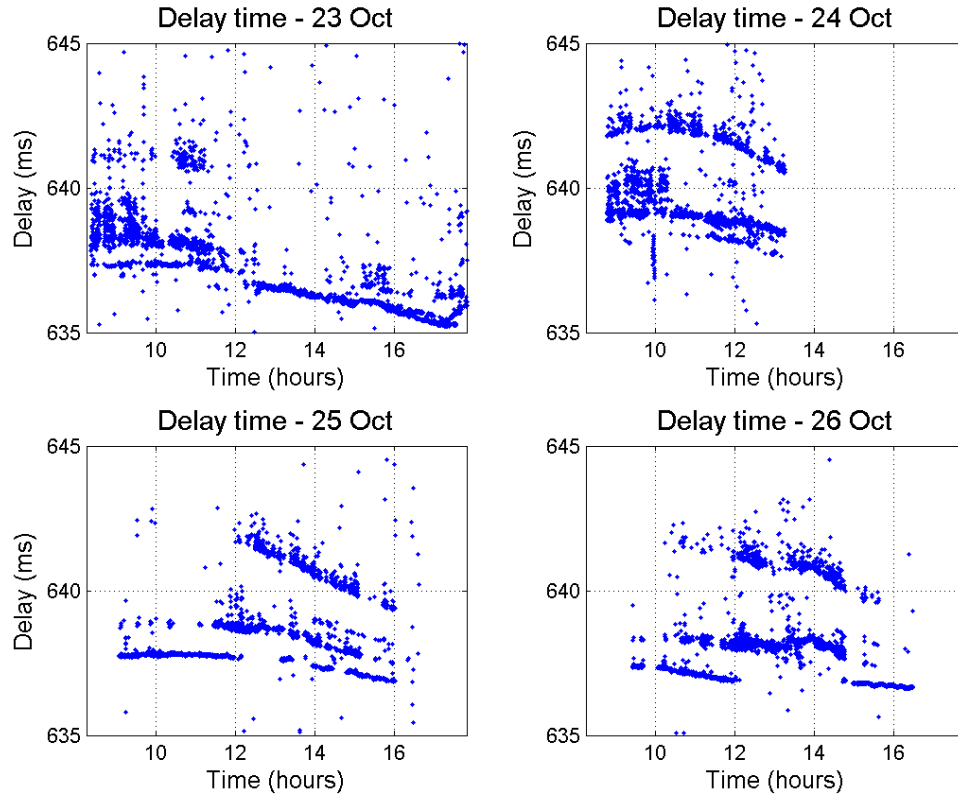 Delay time - 23 Oct
645
640
635
Delay (ms)
10 12 14 16
Time (hours)
Delay time - 24 Oct
645
640
635
Delay (ms)
10 12 14 16
Time (hours)
Delay time - 25 Oct
645
640
635
Delay (ms)
10 12 14 16
Time (hours)
Delay time - 26 Oct
645
640
635
Delay (ms)
10 12 14 16
Time (hours)